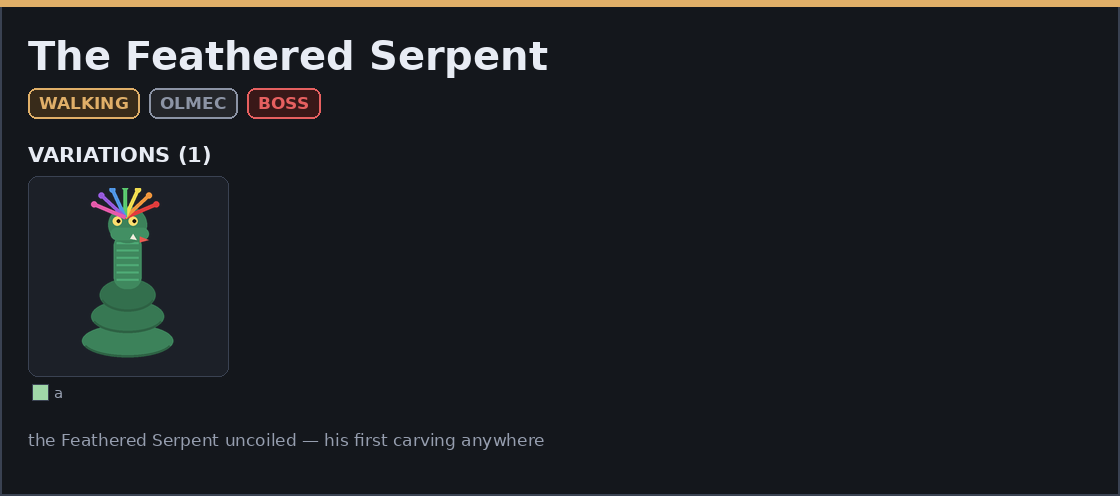 The Feathered Serpent
WALKING OLMEC BOSS
VARIATIONS (1)
a
the Feathered Serpent uncoiled — his first carving anywhere